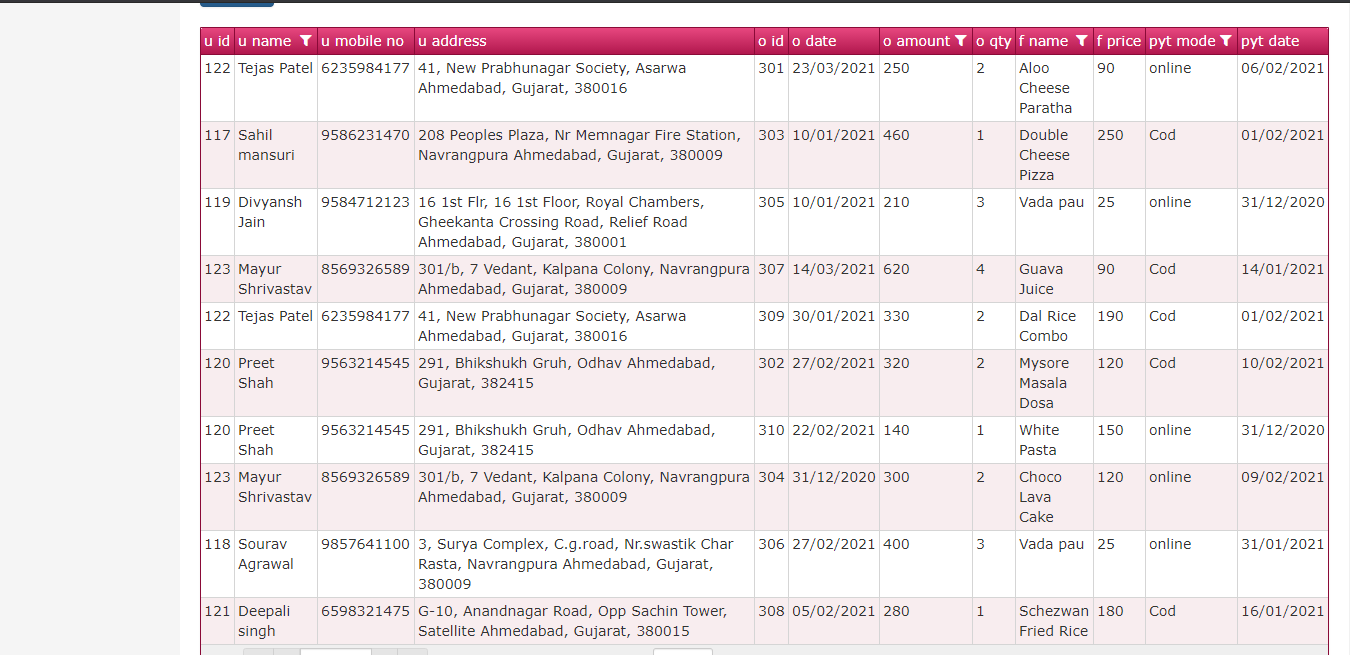 u id u name u mobile no u address o id o date o amount o qty f name f price pyt mode pyt date
122 Tejas Patel 6235984177 41, New Prabhunagar Society, Asarwa 301 23/03/2021 250 2 Aloo 90 online 06/02/2021
Ahmedabad, Gujarat, 380016 Cheese
Paratha
117 Sahil 9586231470 208 Peoples Plaza, Nr Memnagar Fire Station, 303 10/01/2021 460 1 Double 250 Cod 01/02/2021
mansuri Navrangpura Ahmedabad, Gujarat, 380009 Cheese
Pizza
119 Divyansh 9584712123 16 1st Flr, 16 1st Floor, Royal Chambers, 305 10/01/2021 210 3 Vada pau 25 online 31/12/2020
Jain Gheekanta Crossing Road, Relief Road
Ahmedabad, Gujarat, 380001
123 Mayur 8569326589 301/b, 7 Vedant, Kalpana Colony, Navrangpura 307 14/03/2021 620 4 Guava 90 Cod 14/01/2021
Shrivastav Ahmedabad, Gujarat, 380009 Juice
122 Tejas Patel 6235984177 41, New Prabhunagar Society, Asarwa 309 30/01/2021 330 2 Dal Rice 190 Cod 01/02/2021
Ahmedabad, Gujarat, 380016 Combo
120 Preet 9563214545 291, Bhikshukh Gruh, Odhav Ahmedabad, 302 27/02/2021 320 2 Mysore 120 Cod 10/02/2021
Shah Gujarat, 382415 Masala
Dosa
120 Preet 9563214545 291, Bhikshukh Gruh, Odhav Ahmedabad, 310 22/02/2021 140 1 White 150 online 31/12/2020
Shah Gujarat, 382415 Pasta
123 Mayur 8569326589 301/b, 7 Vedant, Kalpana Colony, Navrangpura 304 31/12/2020 300 2 Choco 120 online 09/02/2021
Shrivastav Ahmedabad, Gujarat, 380009 Lava
Cake
118 Sourav 9857641100 3, Surya Complex, C.g.road, Nr.swastik Char 306 27/02/2021 400 3 Vada pau 25 online 31/01/2021
Agrawal Rasta, Navrangpura Ahmedabad, Gujarat,
380009
121 Deepali 6598321475 G-10, Anandnagar Road, Opp Sachin Tower, 308 05/02/2021 280 1 Schezwan 180 Cod 16/01/2021
singh Satellite Ahmedabad, Gujarat, 380015 Fried Rice